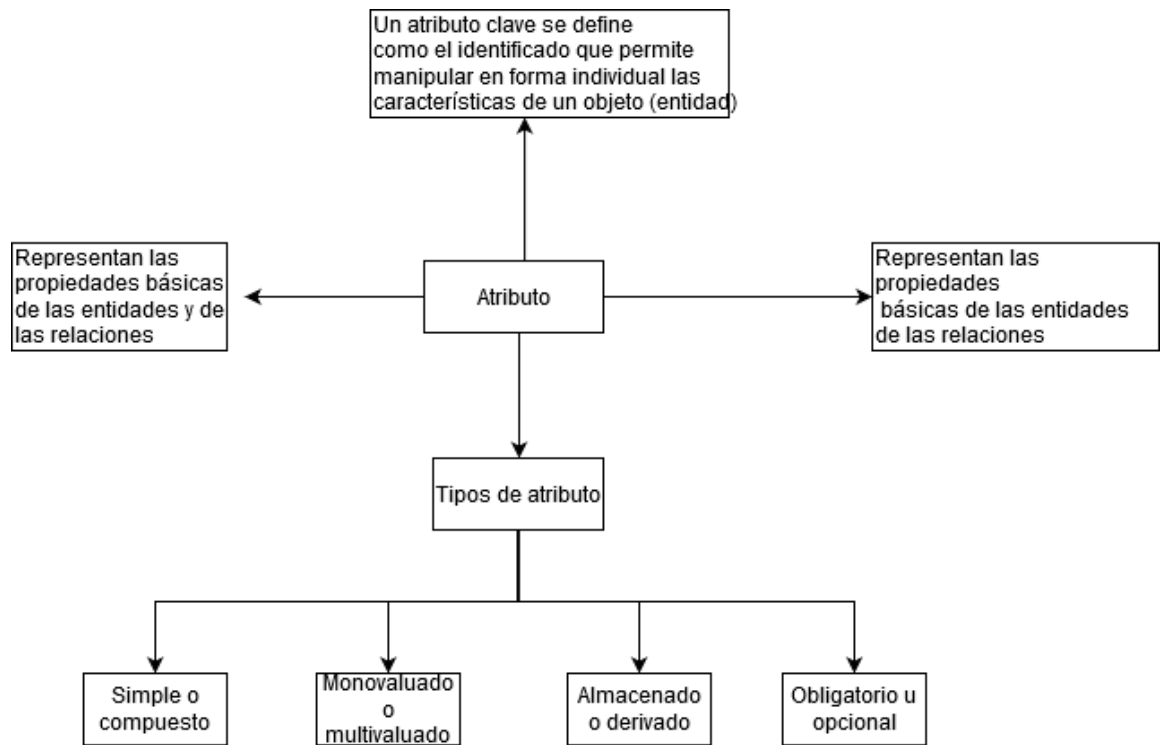 Un atributo clave se define
como el identificado que permite
manipular en forma individual las
características de un objeto (entidad)
Representan las
propiedades básicas
de las entidades y de
las relaciones
Atributo
Representan las
propiedades
básicas de las entidades
de las relaciones
Tipos de atributo
Simple o
compuesto
Monovaluado
o
multivaluado
Almacenado
o derivado
Obligatorio u
opcional